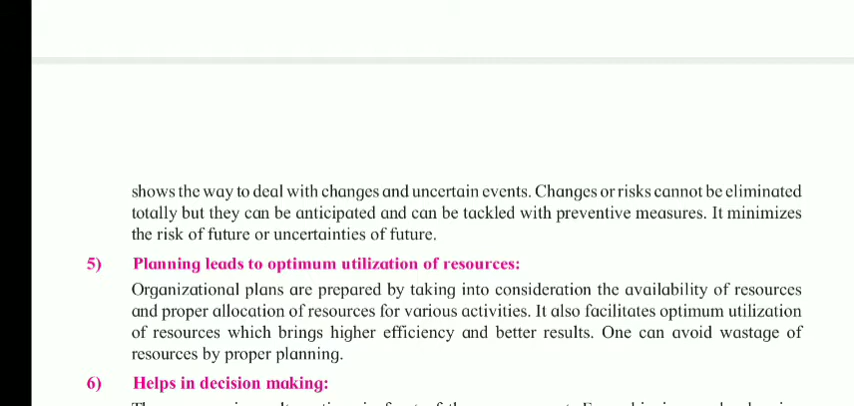 shows the way to deal with changes and uncertain events. Changes or risks cannot be eliminated
totally but they can be anticipated and can be tackled with preventive measures. It minimizes
the risk of future or uncertainties of future.
5) Planning leads to optimum utilization of resources:
Organizational plans are prepared by taking into consideration the availability of resources
and proper allocation of resources for various activities. It also facilitates optimum utilization
of resources which brings higher efficiency and better results. One can avoid wastage of
resources by proper planning.
6) Helps in decision making: